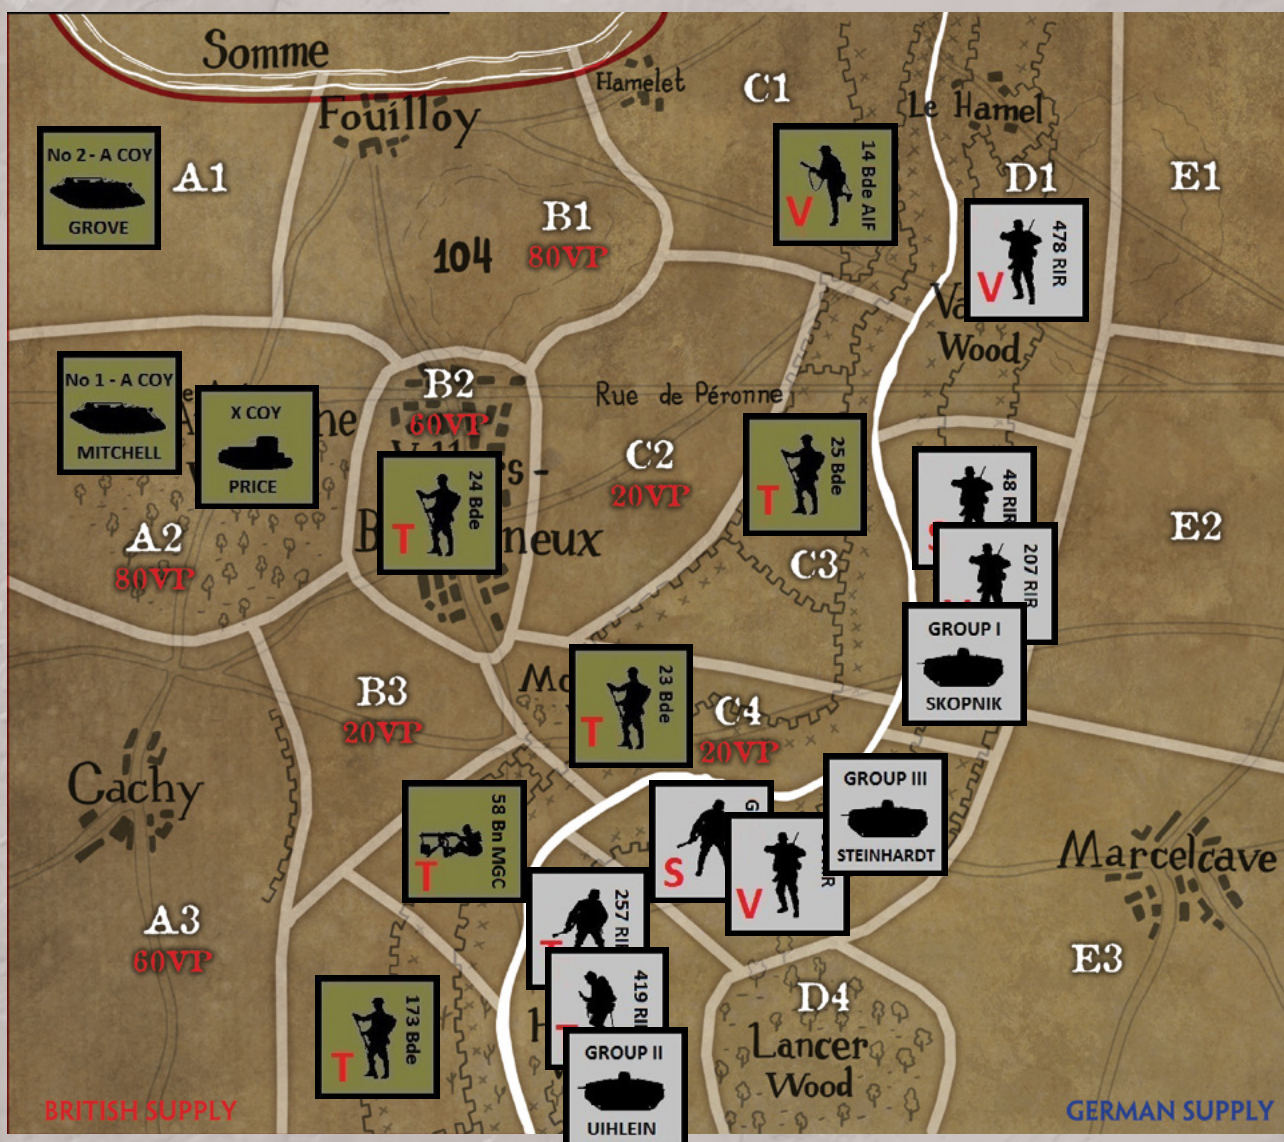 Somme
Hamelet
C1
Fouilloy
Le Hamel
No 2 - A COY
GROVE
A1
14 Bde AIF
V
D1
E1
478 RIR
V
B1
80VP
104
Wood
No 1 - A COY
MITCHELL
X COY
PRICE
B2
60VP
Rue de Péronne
24 Bde
T
neux
C2
20VP
25 Bde
T
48 RIR
207 RIR
E2
A2
80VP
C3
GROUP I
SKOPNIK
B3
20VP
23 Bde
T
C4
20VP
Cachy
58 Bn MGC
T
S
V
GROUP III
STEINHARDT
Marcelcave
257 RI
419 RI
A3
60VP
E3
D4
Lancer
Wood
173 Bde
T
GROUP II
UIHLEIN
BRITISH SUPPLY
GERMAN SUPPLY